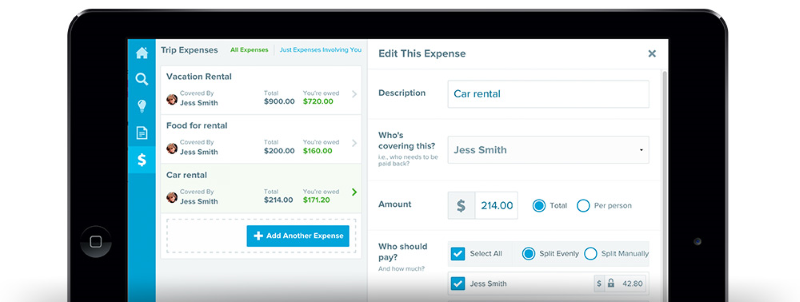 Trip Expenses All Expenses Just Expenses Involving You
Vacation Rental
Covered By Total You're owed
Jess Smith $900.00 $720.00
Food for rental
Covered By Total You're owed
Jess Smith $200.00 $160.00
Car rental
Covered By Total You're owed
Jess Smith $214.00 $171.20
+ Add Another Expense
$
Edit This Expense ×
Description Car rental
Who's
covering this?
i.e., who needs to be
paid back?
Jess Smith
Amount $ 214.00 Total Per person
Who should
pay?
And how much?
Select All Split Evenly Split Manually
Jess Smith $ 42.80